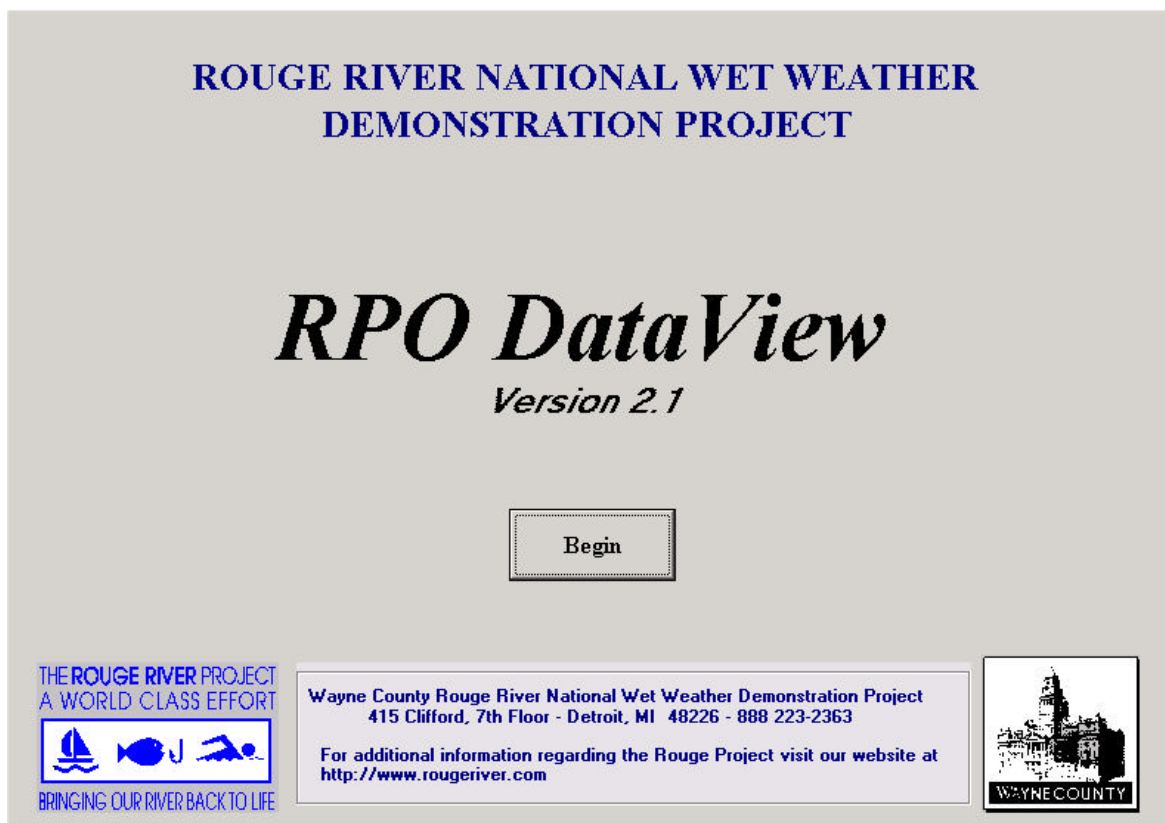 ROUGE RIVER NATIONAL WET WEATHER
DEMONSTRATION PROJECT
RPO DataView
Version 2.1
Begin
THE ROUGE RIVER PROJECT
A WORLD CLASS EFFORT
BRINGING OUR RIVER BACK TO LIFE
Wayne County Rouge River National Wet Weather Demonstration Project
415 Clifford, 7th Floor - Detroit, MI 48226 - 888 223-2363
For additional information regarding the Rouge Project visit our website at
http://www.rougeriver.com
WAYNE COUNTY